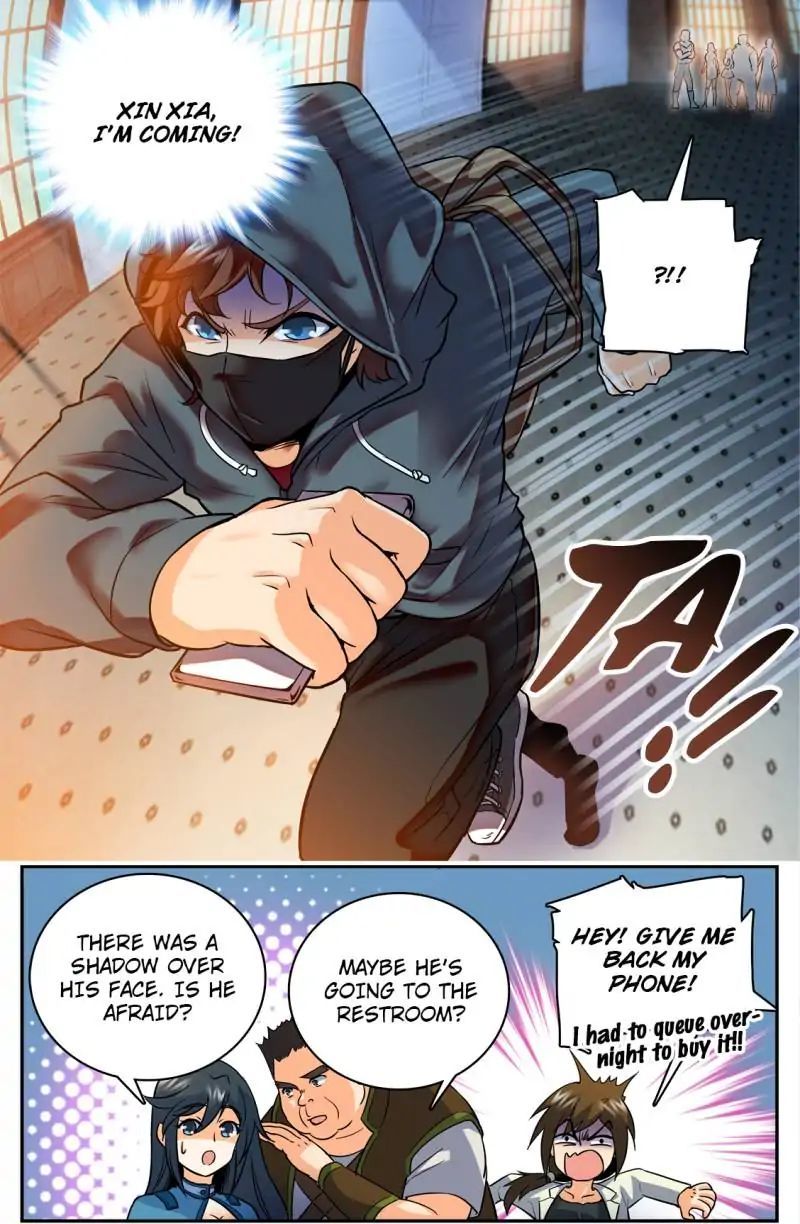 XIN XIA,
I'M COMING!
?!!
TA!!
THERE WAS A
SHADOW OVER
HIS FACE. IS HE
AFRAID?
MAYBE HE'S
GOING TO THE
RESTROOM?
HEY! GIVE ME
BACK MY
PHONE!
I had to queue over-
night to buy it!!